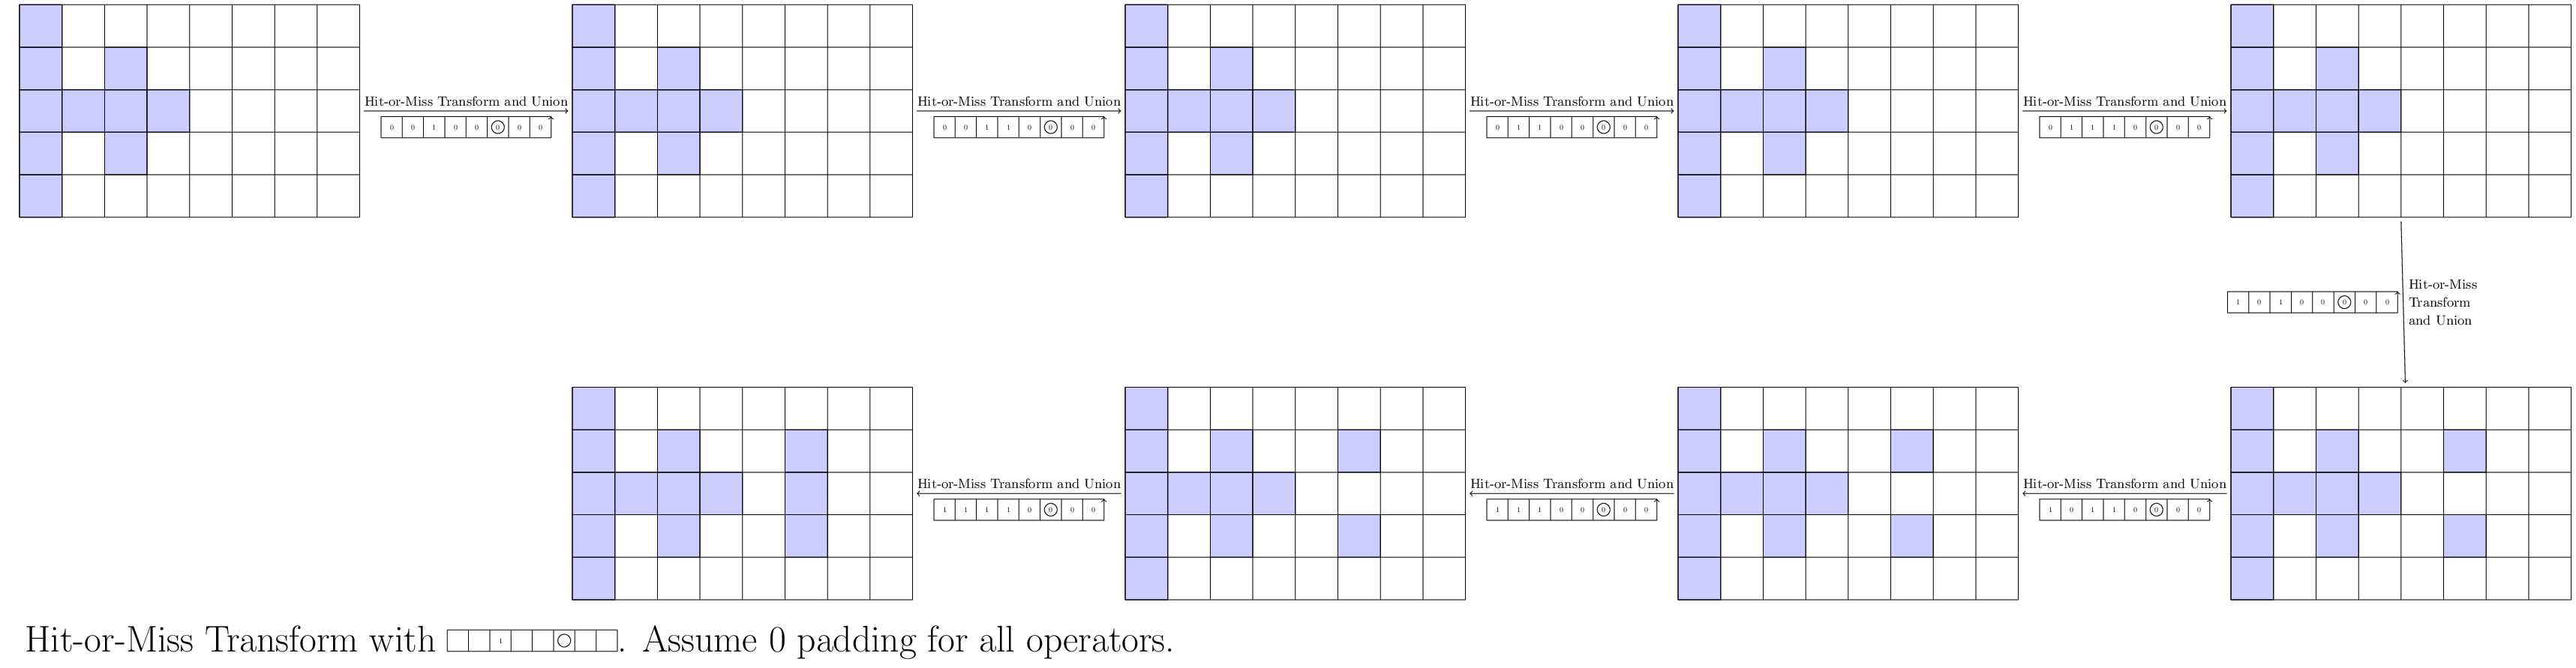 Hit-or-Miss Transform and Union
0 0 1 0 0 0 0 0
Hit-or-Miss Transform and Union
0 0 1 1 0 0 0 0
Hit-or-Miss Transform and Union
0 1 1 0 0 0 0 0
Hit-or-Miss Transform and Union
0 1 1 1 0 0 0 0
1 0 1 0 0 0 0 0
Hit-or-Miss
Transform
and Union
Hit-or-Miss Transform and Union
1 1 1 1 0 0 0 0
Hit-or-Miss Transform and Union
1 1 1 0 0 0 0 0
Hit-or-Miss Transform and Union
1 0 1 1 0 0 0 0
Hit-or-Miss Transform with 1 . Assume 0 padding for all operators.